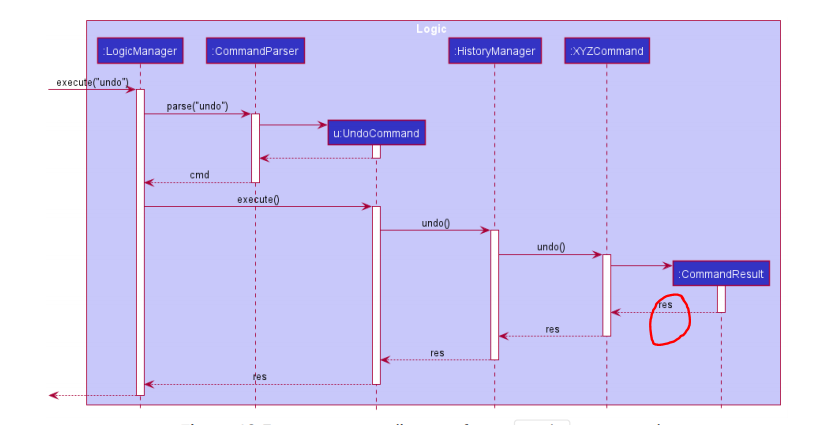 Logic
:LogicManager
:CommandParser
:HistoryManager
:XYZCommand
execute("undo")
parse("undo")
u:UndoCommand
cmd
execute()
undo()
undo()
:CommandResult
res
res
res
res